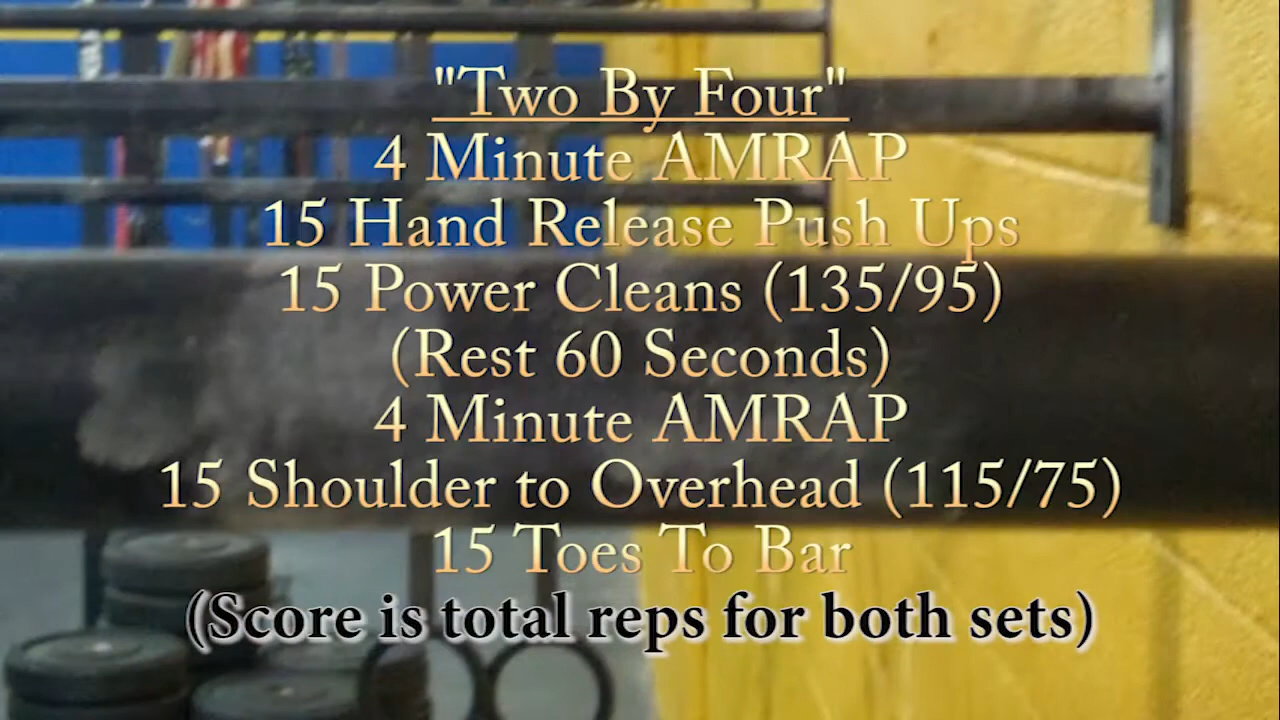 "Two By Four"
4 Minute AMRAP
15 Hand Release Push Ups
15 Power Cleans (135/95)
(Rest 60 Seconds)
4 Minute AMRAP
15 Shoulder to Overhead (115/75)
15 Toes To Bar
(Score is total reps for both sets)